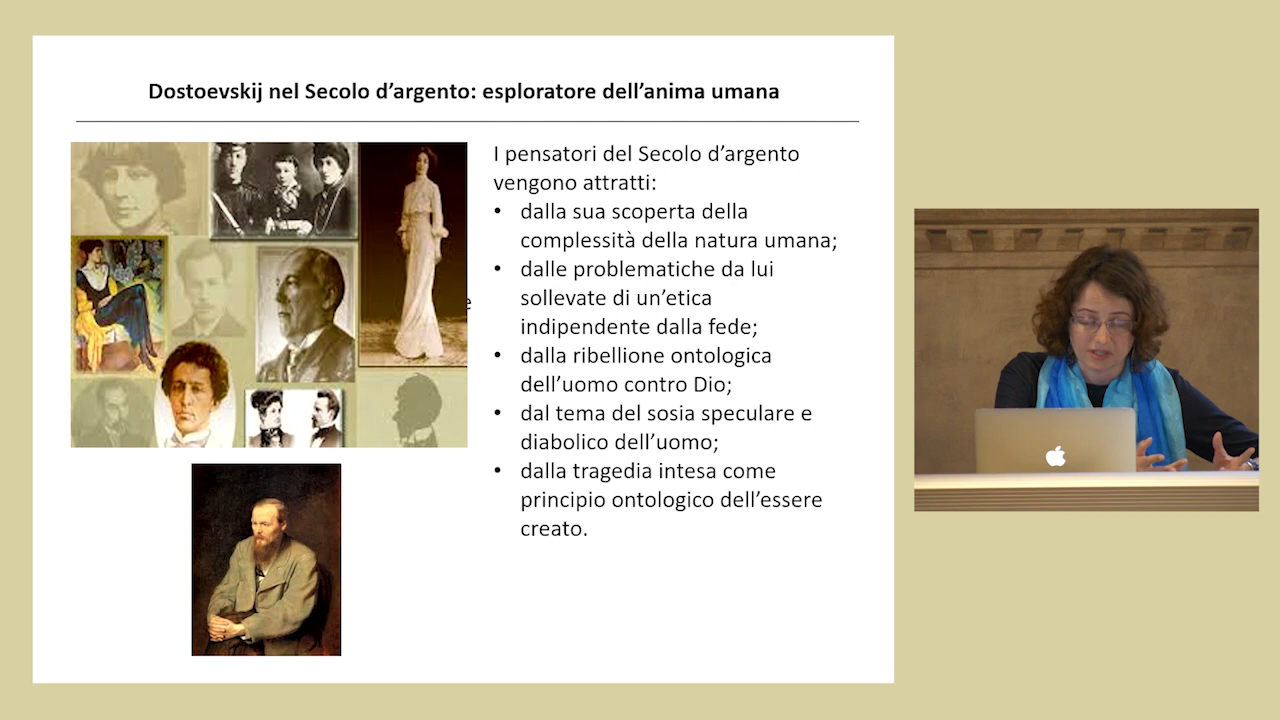 Dostoevskij nel Secolo d’argento: esploratore dell’anima umana
I pensatori del Secolo d’argento
vengono attratti:
• dalla sua scoperta della
complessità della natura umana;
• dalle problematiche da lui
sollevate di un’etica
indipendente dalla fede;
• dalla ribellione ontologica
dell’uomo contro Dio;
• dal tema del sosia speculare e
diabolico dell’uomo;
• dalla tragedia intesa come
principio ontologico dell’essere
creato.
e